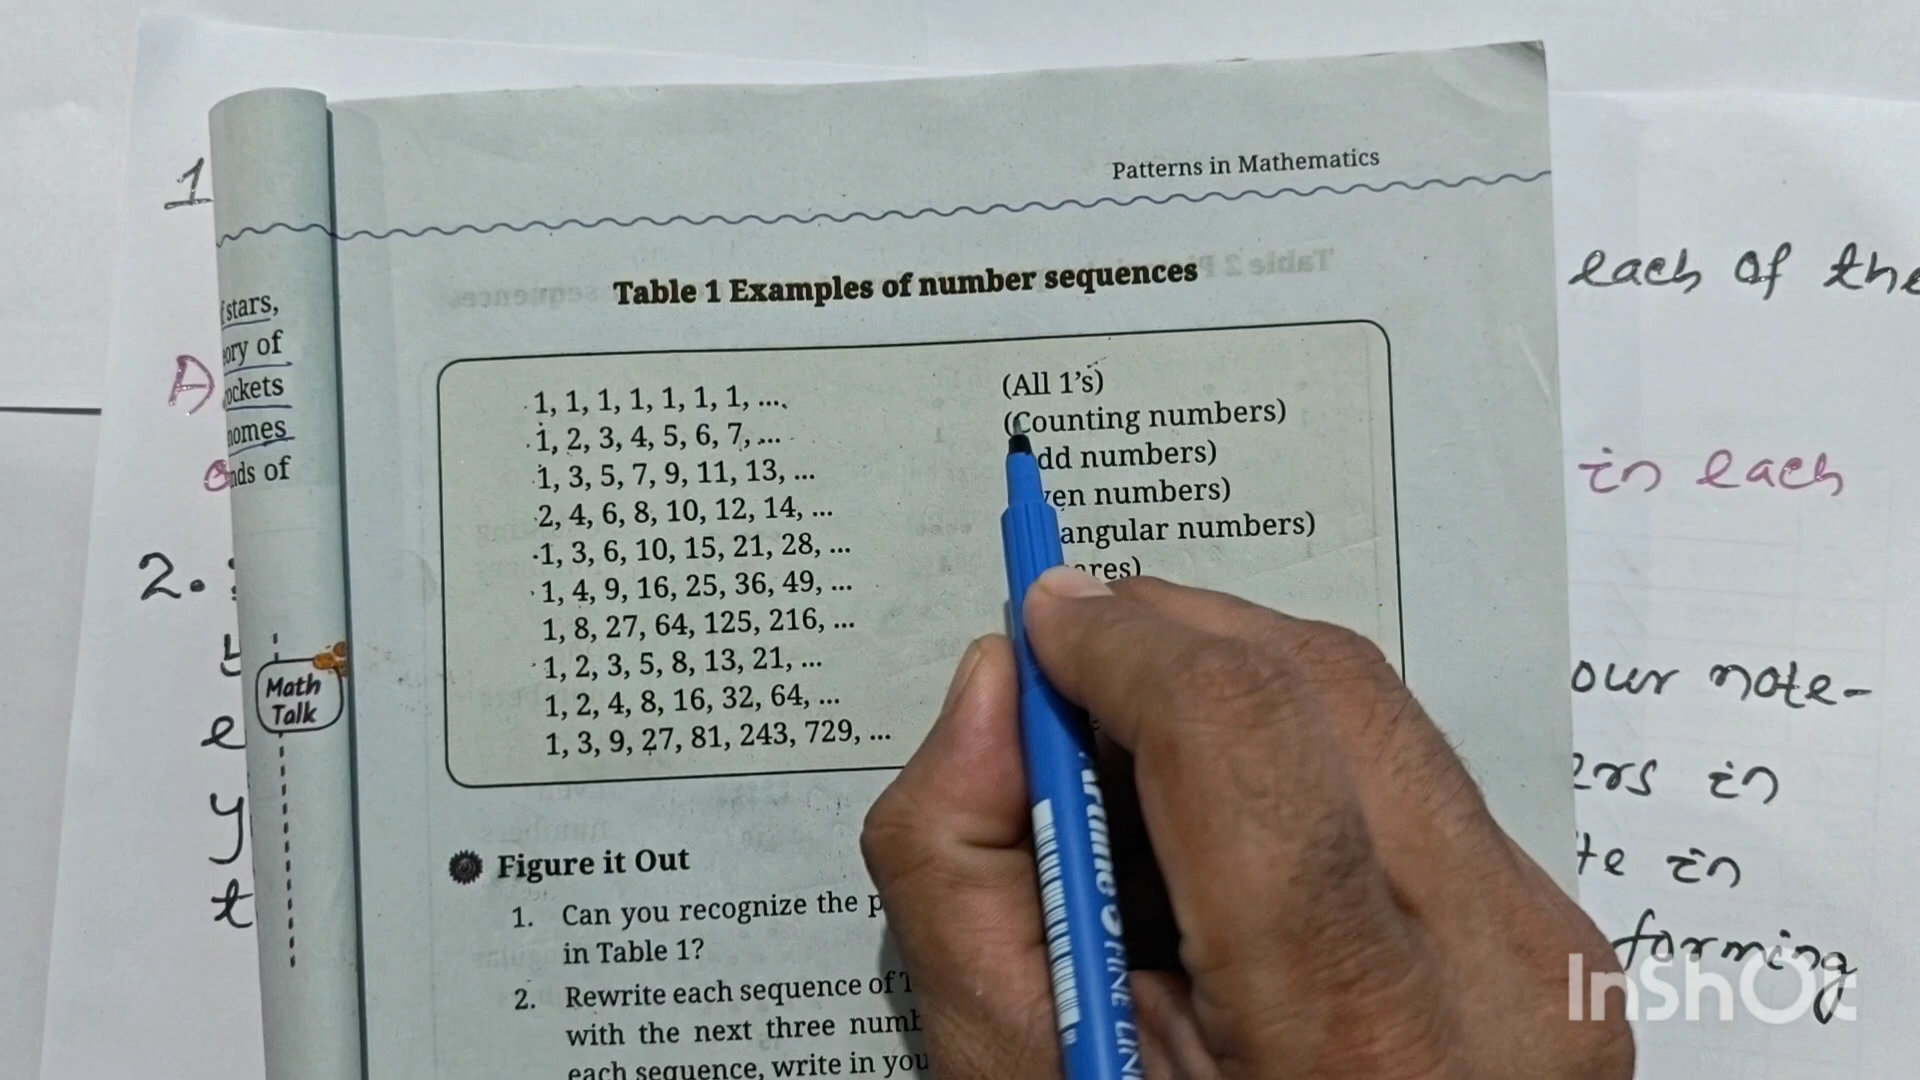 Patterns in Mathematics
Table 1 Examples of number sequences
1, 1, 1, 1, 1, 1, 1, ... (All 1's)
1, 2, 3, 4, 5, 6, 7, ... (Counting numbers)
1, 3, 5, 7, 9, 11, 13, ... dd numbers)
2, 4, 6, 8, 10, 12, 14, ... en numbers)
1, 3, 6, 10, 15, 21, 28, ... angular numbers)
1, 4, 9, 16, 25, 36, 49, ... ares)
1, 8, 27, 64, 125, 216, ...
1, 2, 3, 5, 8, 13, 21, ...
1, 2, 4, 8, 16, 32, 64, ...
1, 3, 9, 27, 81, 243, 729, ...
Figure it Out
1. Can you recognize the p
in Table 1?
2. Rewrite each sequence of
with the next three
each sequence, write in you
stars,
ory of
ockets
nomes
nds of
Math
Talk
1
A
2.
e
y
t
each of the
in each
our note-
ers in
te in
forming
Artline
FINE LINE
InShOt